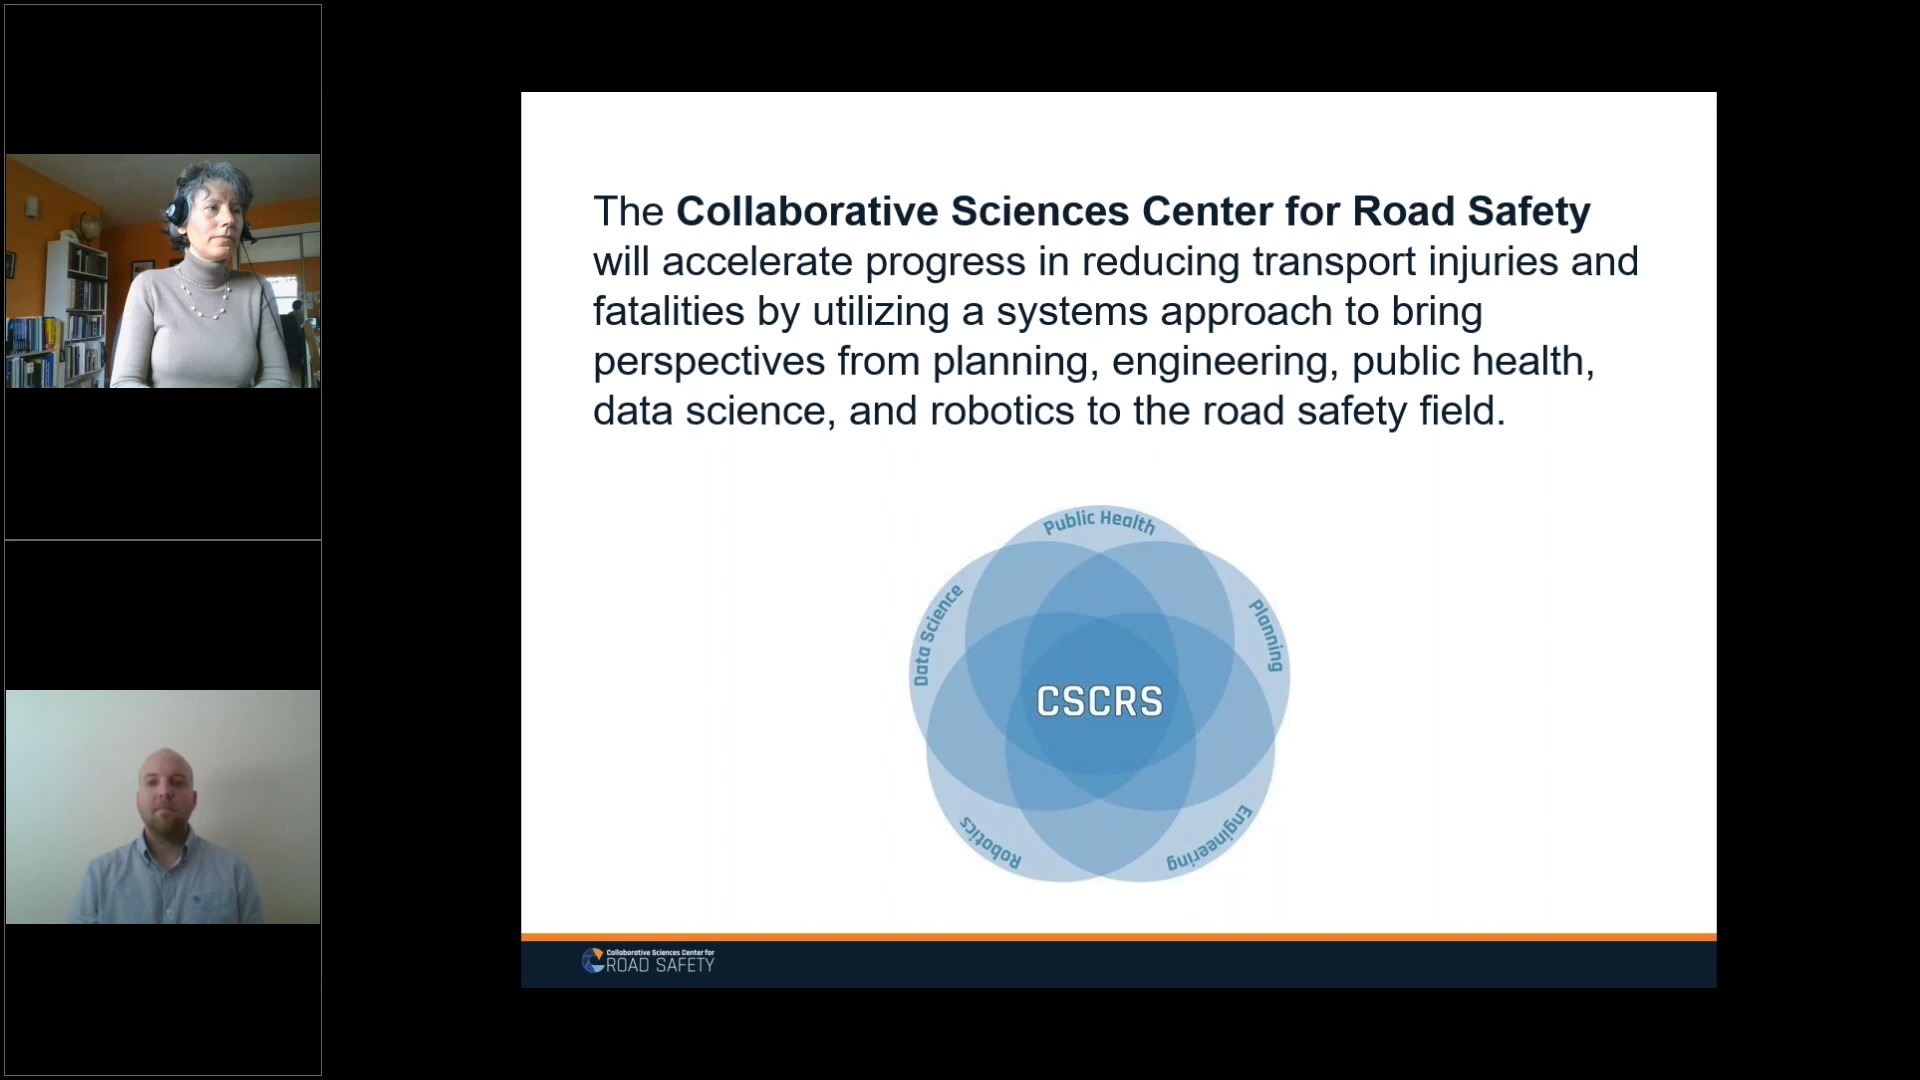 The Collaborative Sciences Center for Road Safety
will accelerate progress in reducing transport injuries and
fatalities by utilizing a systems approach to bring
perspectives from planning, engineering, public health,
data science, and robotics to the road safety field.
Public Health
Data Science
Planning
CSCRS
Robotics
Engineering
Collaborative Sciences Center for
ROAD SAFETY